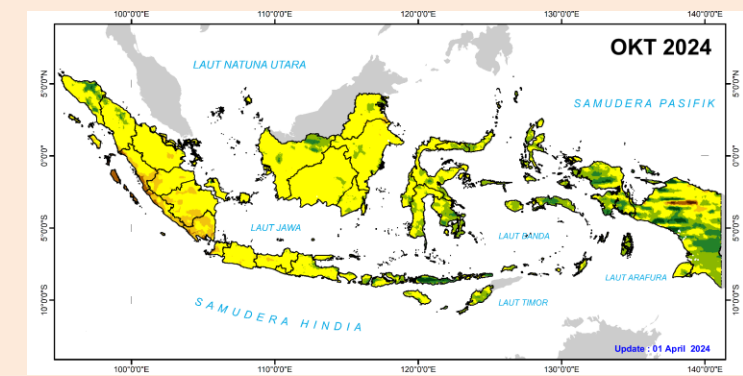 100°0'0"E 110°0'0"E 120°0'0"E 130°0'0"E 140°0'0"E
OKT 2024
LAUT NATUNA UTARA
SAMUDERA PASIFIK
5°0'0"N 5°0'0"N
0°0'0" 0°0'0"
LAUT JAWA
LAUT BANDA
5°0'0"S 5°0'0"S
LAUT ARAFURA
SAMUDERA HINDIA
LAUT TIMOR
10°0'0"S 10°0'0"S
Update : 01 April 2024
100°0'0"E 110°0'0"E 120°0'0"E 130°0'0"E 140°0'0"E